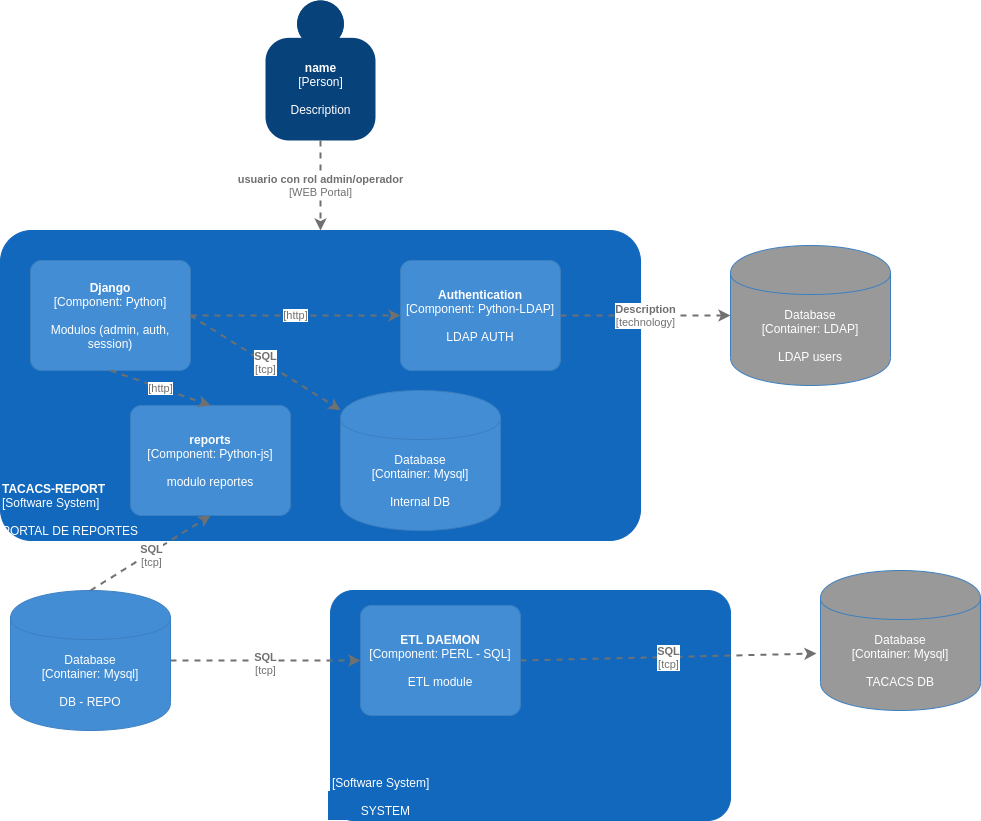 name
[Person]
Description
usuario con rol admin/operador
[WEB Portal]
Django
[Component: Python]
Modulos (admin, auth,
session)
[http]
Authentication
[Component: Python-LDAP]
LDAP AUTH
Description
[technology]
Database
[Container: LDAP]
LDAP users
SQL
[tcp]
[http]
reports
[Component: Python-js]
modulo reportes
Database
[Container: Mysql]
Internal DB
TACACS-REPORT
[Software System]
PORTAL DE REPORTES
SQL
[tcp]
Database
[Container: Mysql]
DB - REPO
SQL
[tcp]
ETL DAEMON
[Component: PERL - SQL]
ETL module
SQL
[tcp]
Database
[Container: Mysql]
TACACS DB
[Software System]
SYSTEM